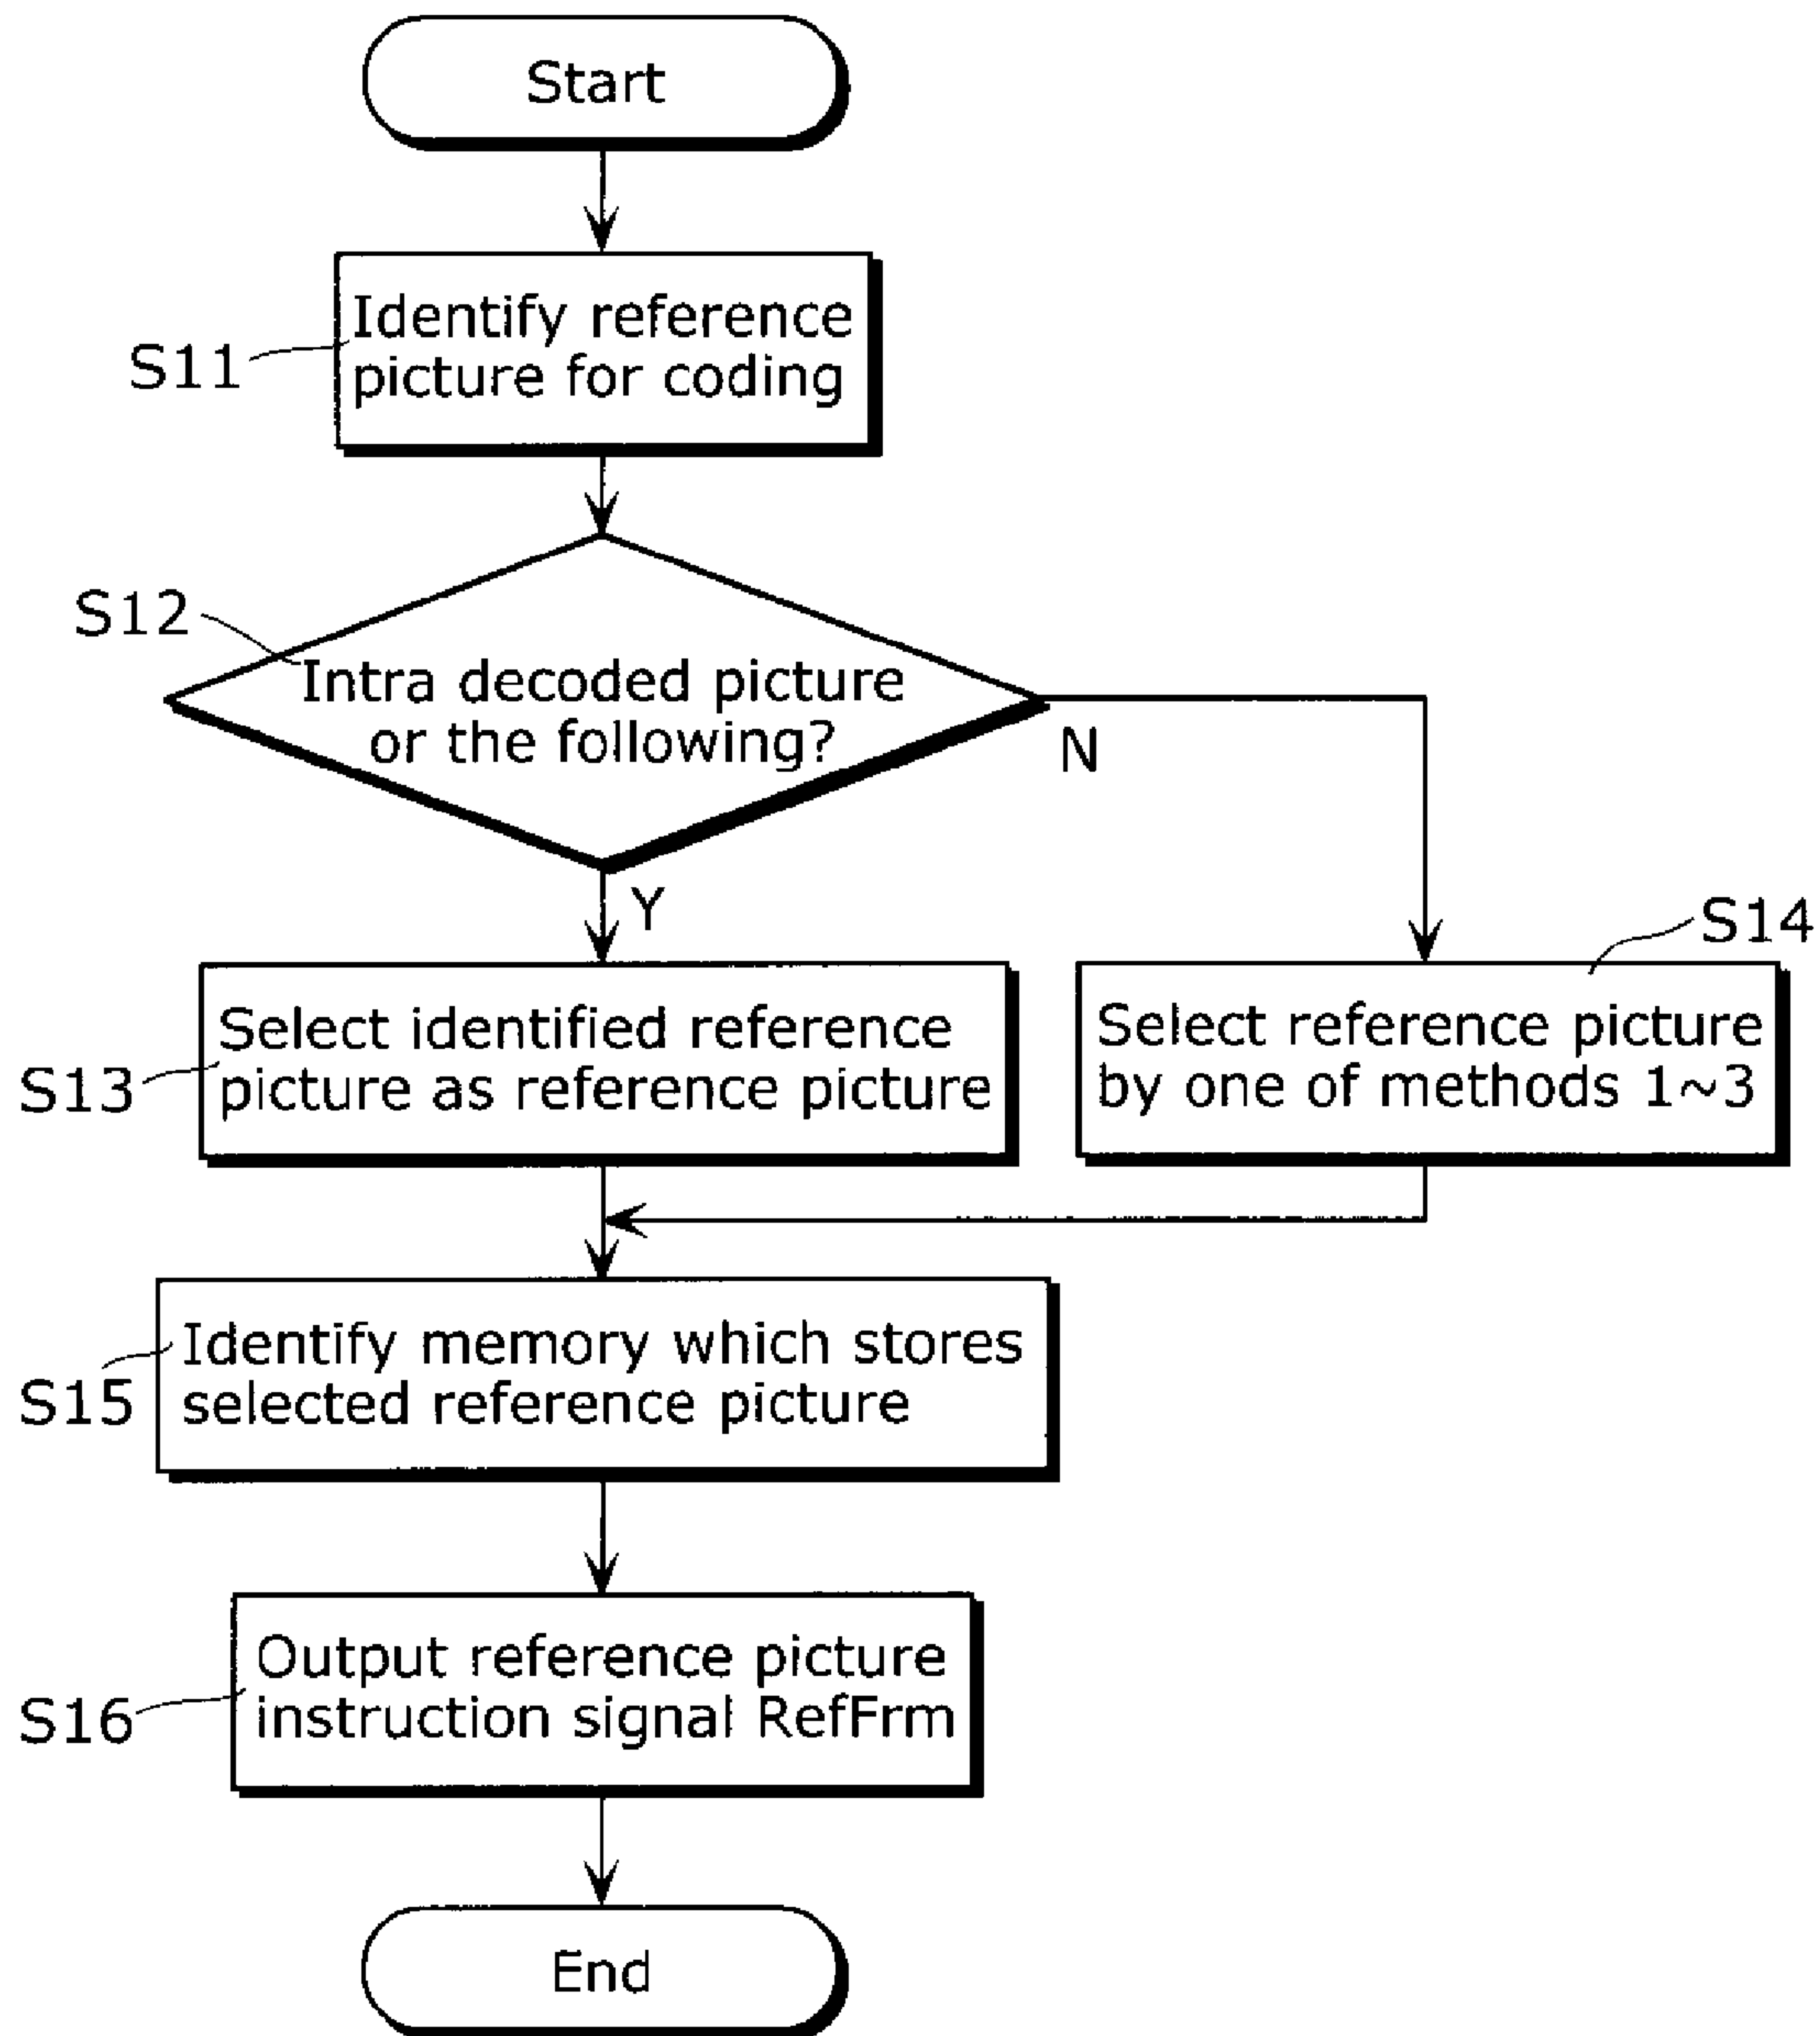 Start
S11
Identify reference
picture for coding
S12
Intra decoded picture
or the following?
N
Y
S13
Select identified reference
picture as reference picture
S14
Select reference picture
by one of methods 1~3
S15
Identify memory which stores
selected reference picture
S16
Output reference picture
instruction signal RefFrm
End